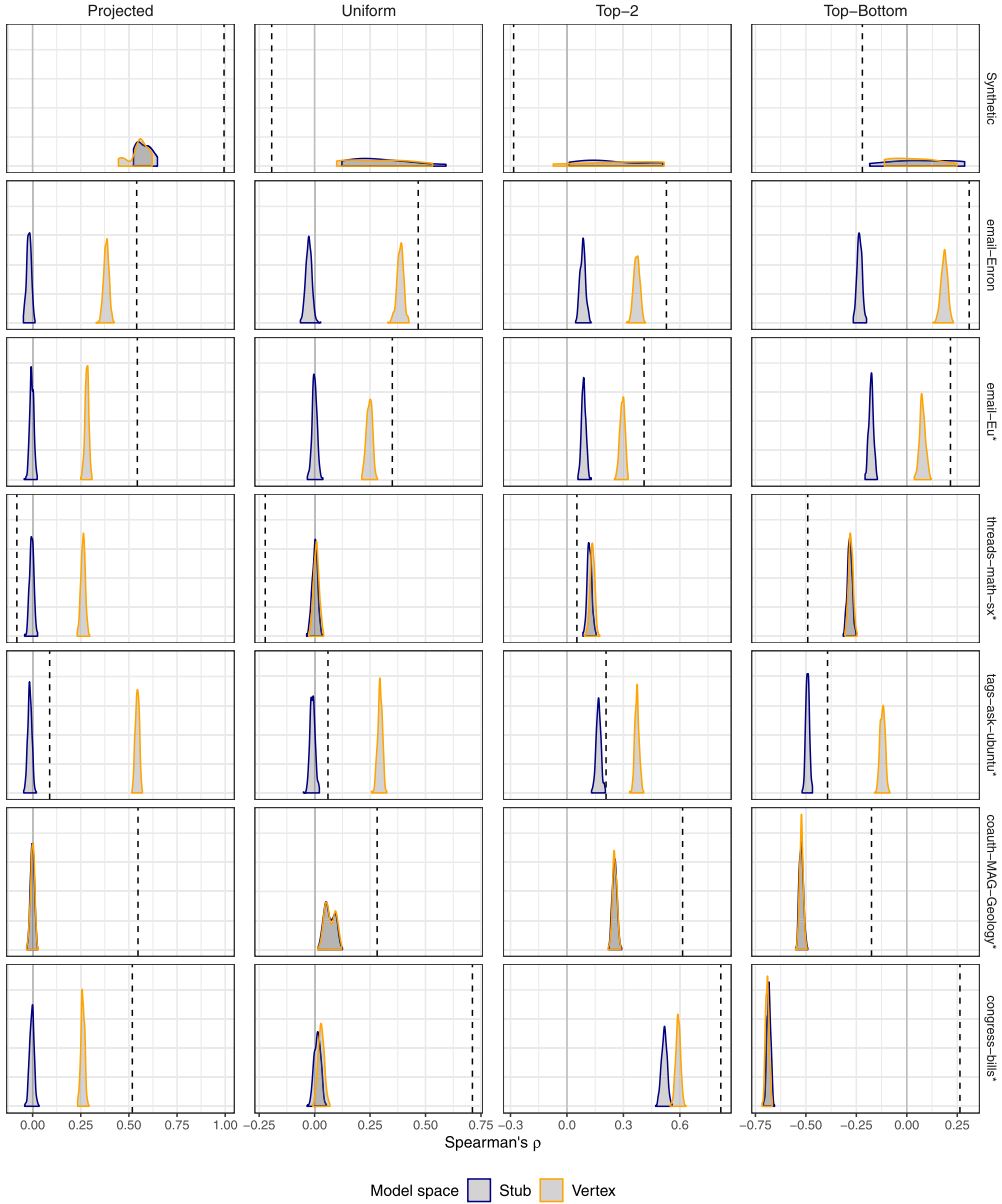 Projected Uniform Top−2 Top−Bottom
Synthetic
email−Enron
email−Eu*
threads−math−sx*
tags−ask−ubuntu*
coauth−MAG−Geology*
congress−bills*
0.00 0.25 0.50 0.75 1.00 −0.25 0.00 0.25 0.50 0.75 −0.3 0.0 0.3 0.6 −0.75 −0.50 −0.25 0.00 0.25
Spearman's ρ
Model space Stub Vertex